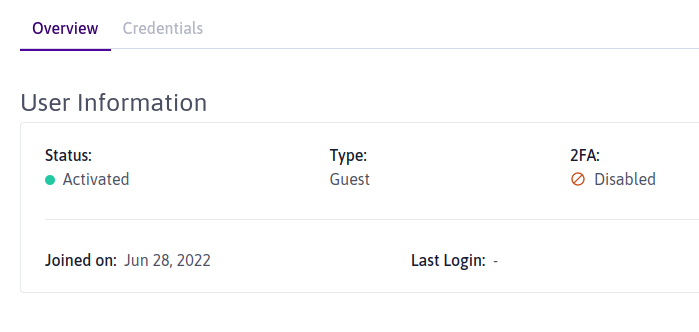 Overview Credentials
User Information
Status: Type: 2FA:
Activated Guest Disabled
Joined on: Jun 28, 2022 Last Login: -